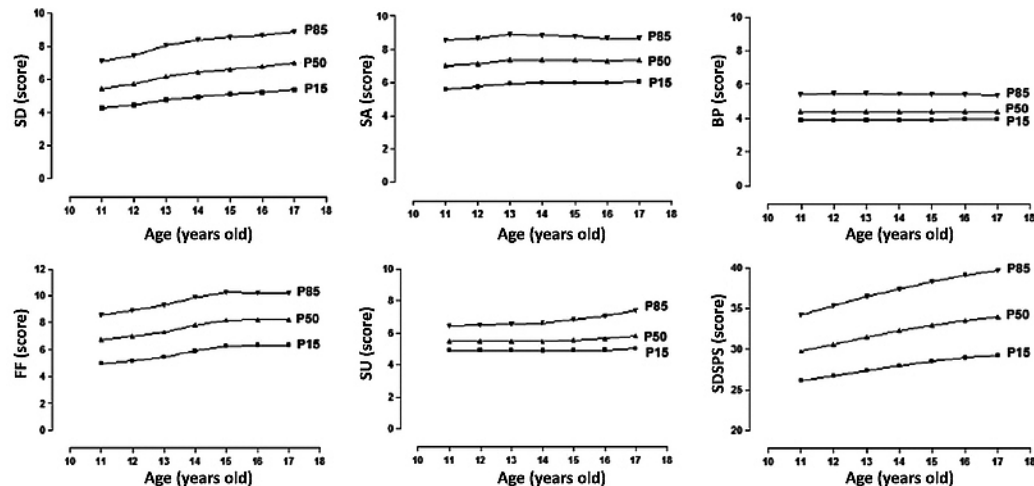 SD (score)
10
8
6
4
2
0
P85
P50
P15
10 11 12 13 14 15 16 17 18
Age (years old)
SA (score)
10
8
6
4
2
0
P85
P50
P15
10 11 12 13 14 15 16 17 18
Age (years old)
BP (score)
10
8
6
4
2
0
P85
P50
P15
10 11 12 13 14 15 16 17 18
Age (years old)
FF (score)
12
10
8
6
4
2
0
P85
P50
P15
10 11 12 13 14 15 16 17 18
Age (years old)
SU (score)
10
8
6
4
2
0
P85
P50
P15
10 11 12 13 14 15 16 17 18
Age (years old)
SDSPS (score)
40
35
30
25
20
P85
P50
P15
10 11 12 13 14 15 16 17 18
Age (years old)